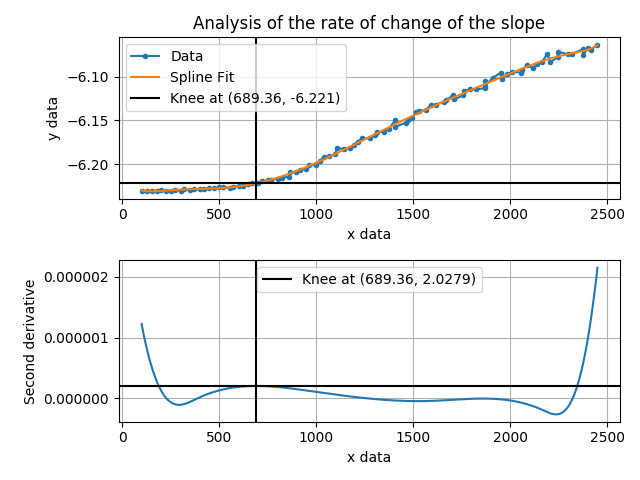 Analysis of the rate of change of the slope
Data
Spline Fit
Knee at (689.36, -6.221)
−6.10
−6.15
−6.20
y data
0
500
1000
1500
2000
2500
x data
Knee at (689.36, 2.0279)
0.000002
0.000001
0.000000
Second derivative
0
500
1000
1500
2000
2500
x data